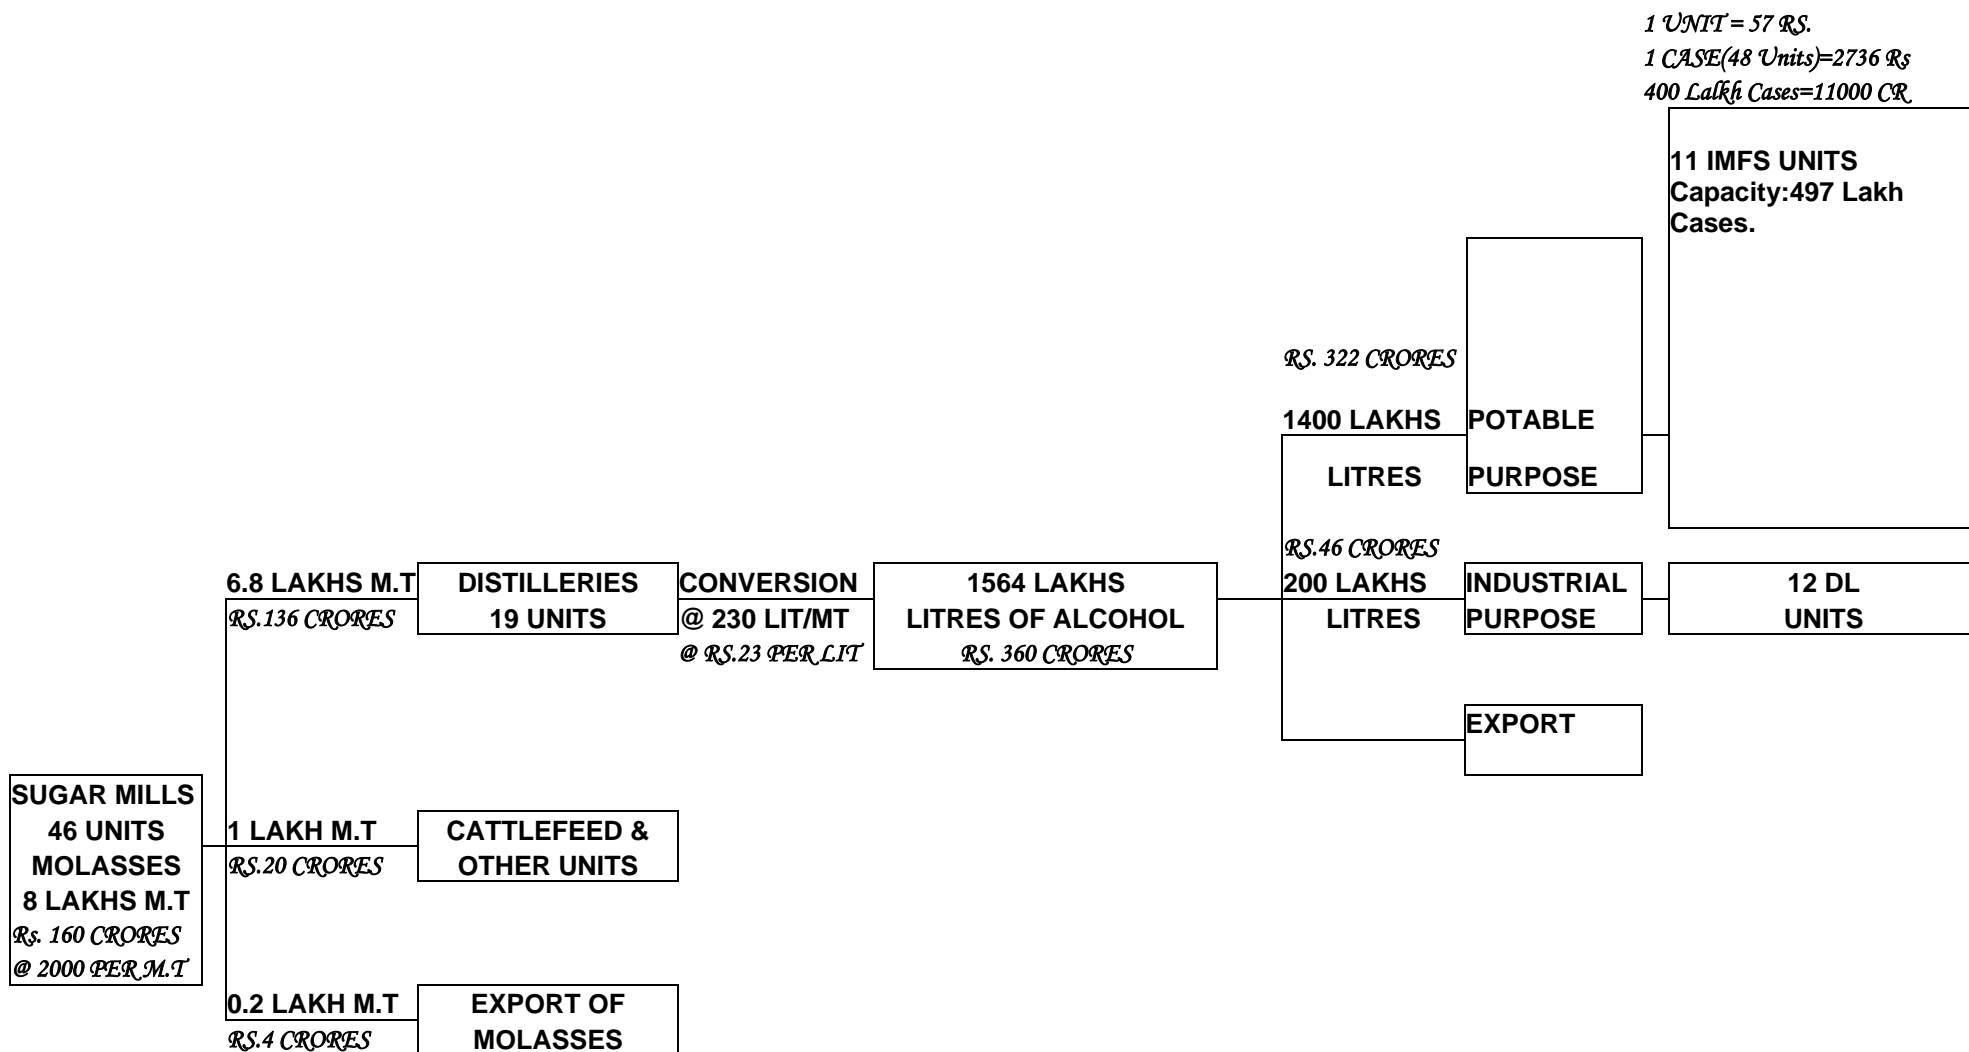 1 UNIT = 57 RS.
1 CASE(48 Units)=2736 Rs
400 Lalkh Cases=11000 CR
11 IMFS UNITS
Capacity:497 Lakh
Cases.
RS. 322 CRORES
1400 LAKHS
LITRES
POTABLE
PURPOSE
RS.46 CRORES
200 LAKHS
LITRES
INDUSTRIAL
PURPOSE
12 DL
UNITS
EXPORT
6.8 LAKHS M.T
RS.136 CRORES
DISTILLERIES
19 UNITS
CONVERSION
@ 230 LIT/MT
@ RS.23 PER LIT
1564 LAKHS
LITRES OF ALCOHOL
RS. 360 CRORES
SUGAR MILLS
46 UNITS
MOLASSES
8 LAKHS M.T
Rs. 160 CRORES
@ 2000 PER M.T
1 LAKH M.T
RS.20 CRORES
CATTLEFEED &
OTHER UNITS
0.2 LAKH M.T
RS.4 CRORES
EXPORT OF
MOLASSES